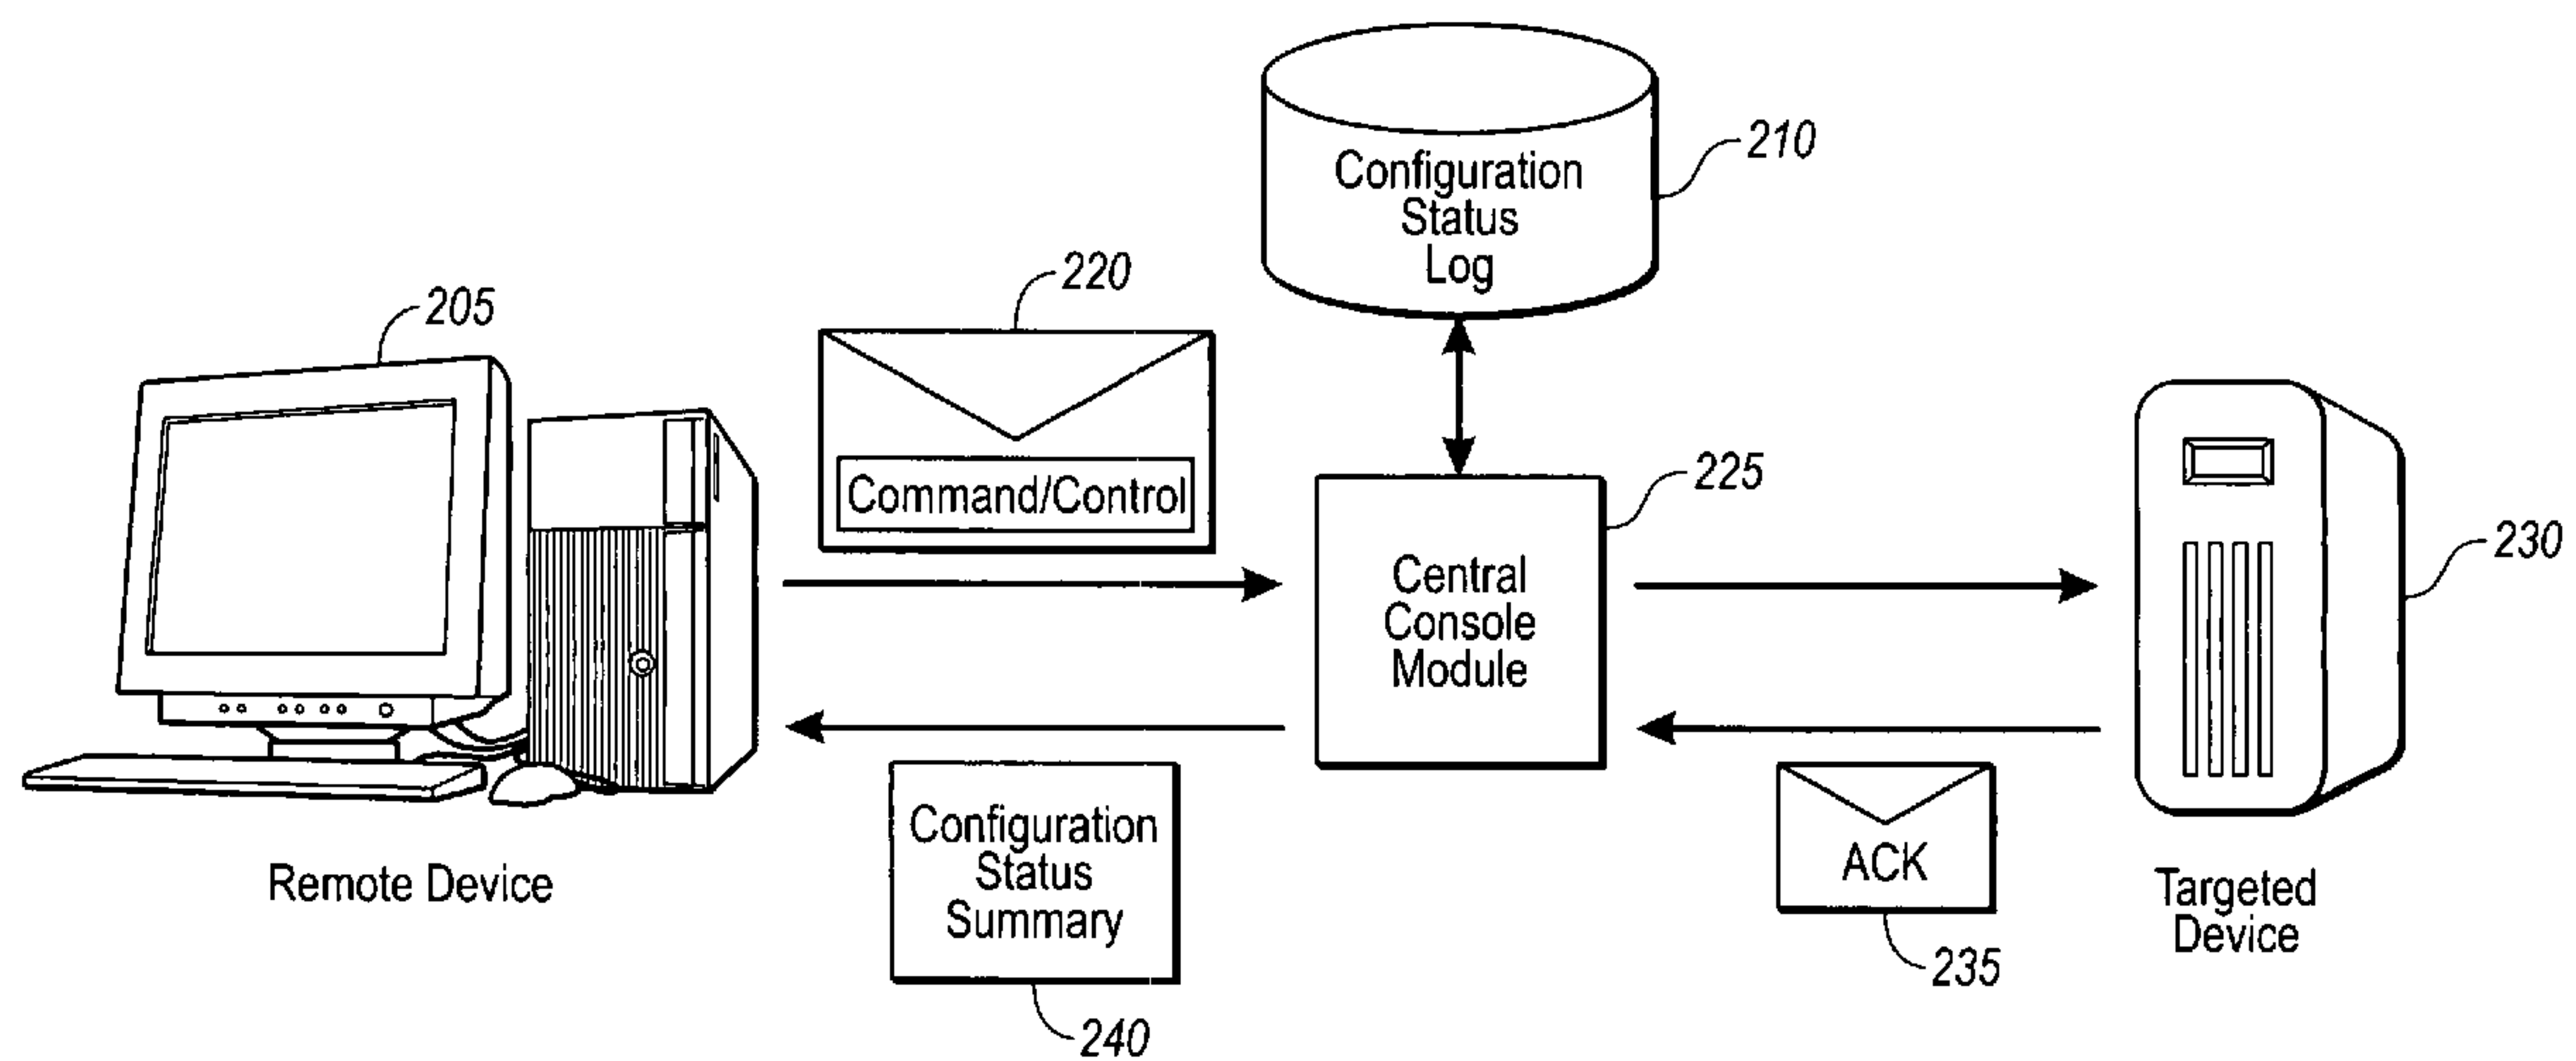 210
Configuration
Status
Log
220
205
Command/Control
225
230
Central
Console
Module
Configuration
Status
Summary
ACK
Remote Device
Targeted
Device
235
240